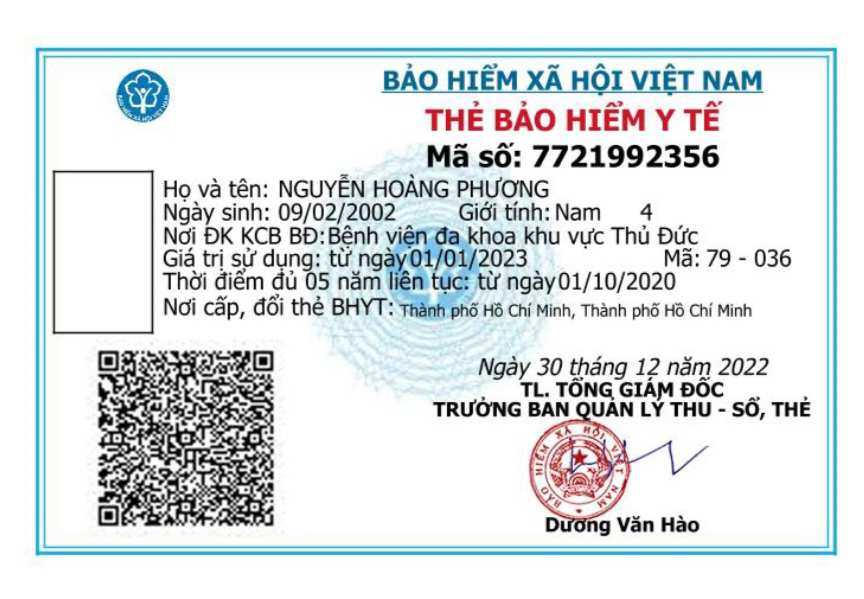 BẢO HIỂM XÃ HỘI VIỆT NAM
THẺ BẢO HIỂM Y TẾ
Mã số: 7721992356
Họ và tên: NGUYỄN HOÀNG PHƯƠNG
Ngày sinh: 09/02/2002 Giới tính: Nam 4
Nơi ĐK KCB BĐ: Bệnh viện đa khoa khu vực Thủ Đức
Giá trị sử dụng: từ ngày 01/01/2023 Mã: 79 - 036
Thời điểm đủ 05 năm liên tục: từ ngày 01/10/2020
Nơi cấp, đổi thẻ BHYT: Thành phố Hồ Chí Minh, Thành phố Hồ Chí Minh
Ngày 30 tháng 12 năm 2022
TL. TỔNG GIÁM ĐỐC
TRƯỞNG BAN QUẢN LÝ THU - SỔ, THẺ
BẢO HIỂM XÃ HỘI VIỆT NAM
Dương Văn Hào